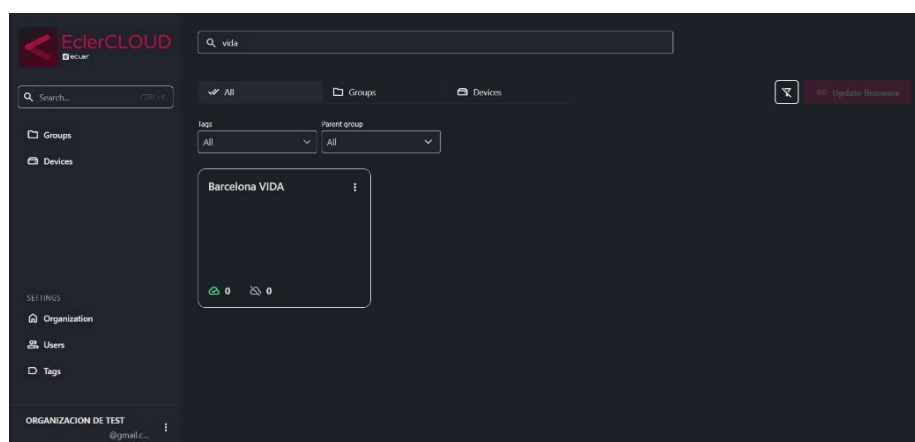 EclerCLOUD
ecler
Search... CTRL+K
Groups
Devices
SETTINGS
Organization
Users
Tags
ORGANIZACION DE TEST
@gmail.c...
vida
All Groups Devices
Update firmware
Tags Parent group
All All
Barcelona VIDA
0 0